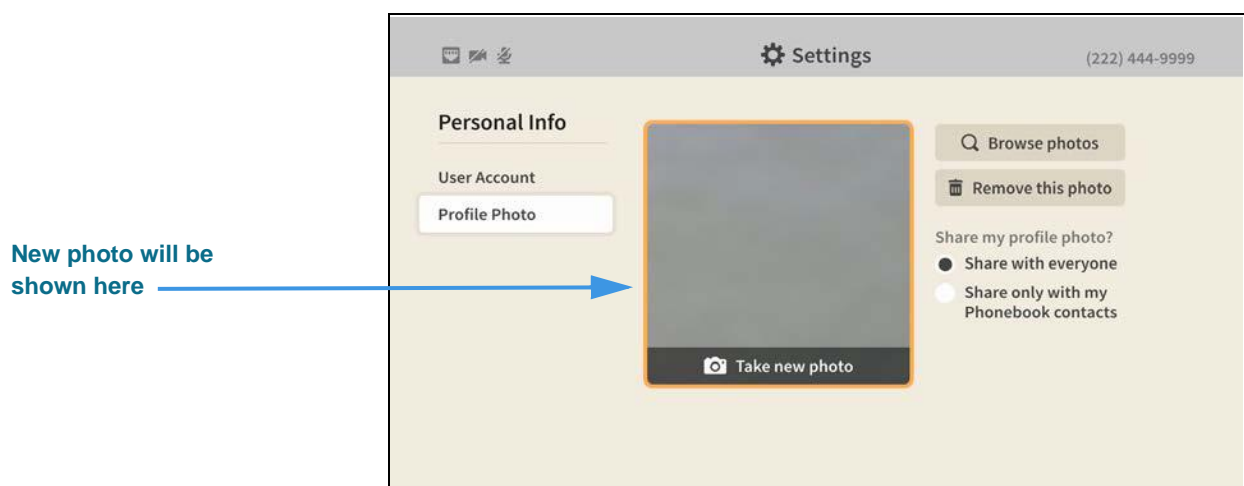 Settings
(222) 444-9999
Personal Info
User Account
Profile Photo
New photo will be
shown here
Take new photo
Browse photos
Remove this photo
Share my profile photo?
Share with everyone
Share only with my
Phonebook contacts